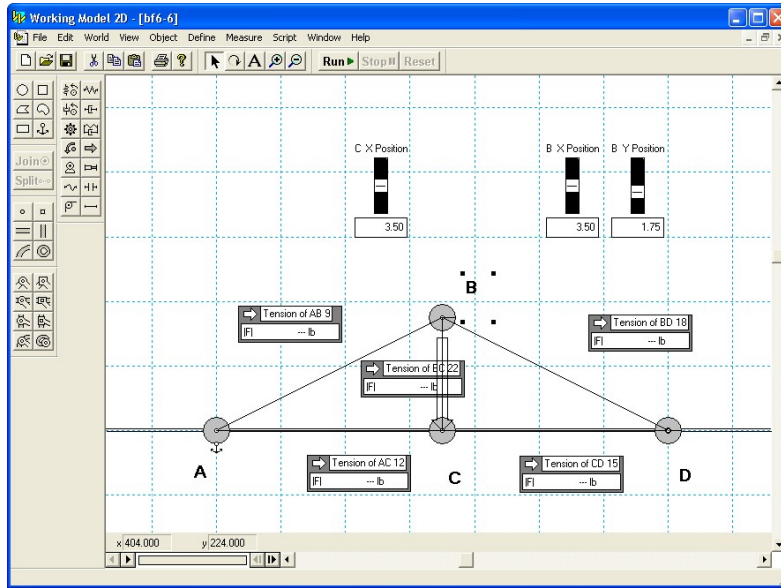 Working Model 2D - [bf6-6]
File Edit World View Object Define Measure Script Window Help
A Run Stop Reset
Join
Split
C X Position B X Position B Y Position
3.50 3.50 1.75
B
Tension of AB 9
|F| --- lb
Tension of BD 18
|F| --- lb
Tension of BC 22
|F| --- lb
Tension of AC 12
|F| --- lb
Tension of CD 15
|F| --- lb
A C D
x 404.000 y 224.000